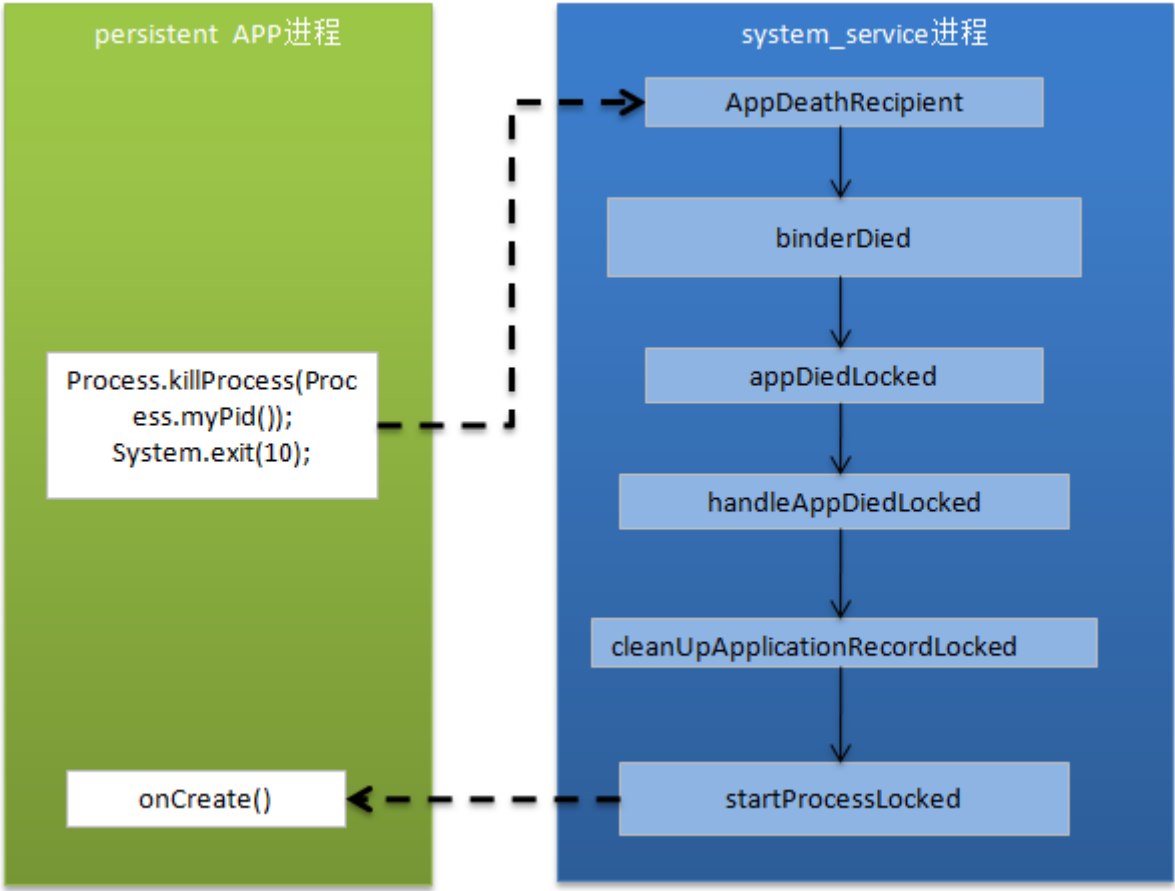 persistent APP进程
Process.killProcess(Proc
ess.myPid());
System.exit(10);
onCreate()
system_service进程
AppDeathRecipient
binderDied
appDiedLocked
handleAppDiedLocked
cleanUpApplicationRecordLocked
startProcessLocked